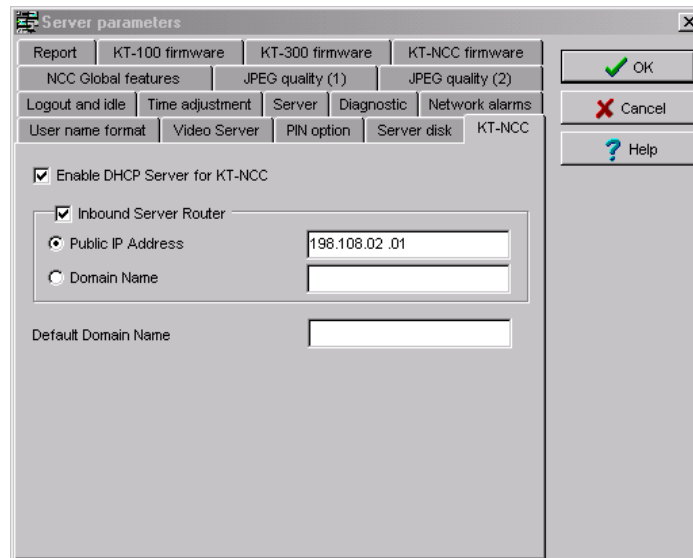 Server parameters
Report KT-100 firmware KT-300 firmware KT-NCC firmware
NCC Global features JPEG quality (1) JPEG quality (2)
Logout and idle Time adjustment Server Diagnostic Network alarms
User name format Video Server PIN option Server disk KT-NCC
OK
Cancel
Help
Enable DHCP Server for KT-NCC
Inbound Server Router
Public IP Address 198.108.02 .01
Domain Name
Default Domain Name